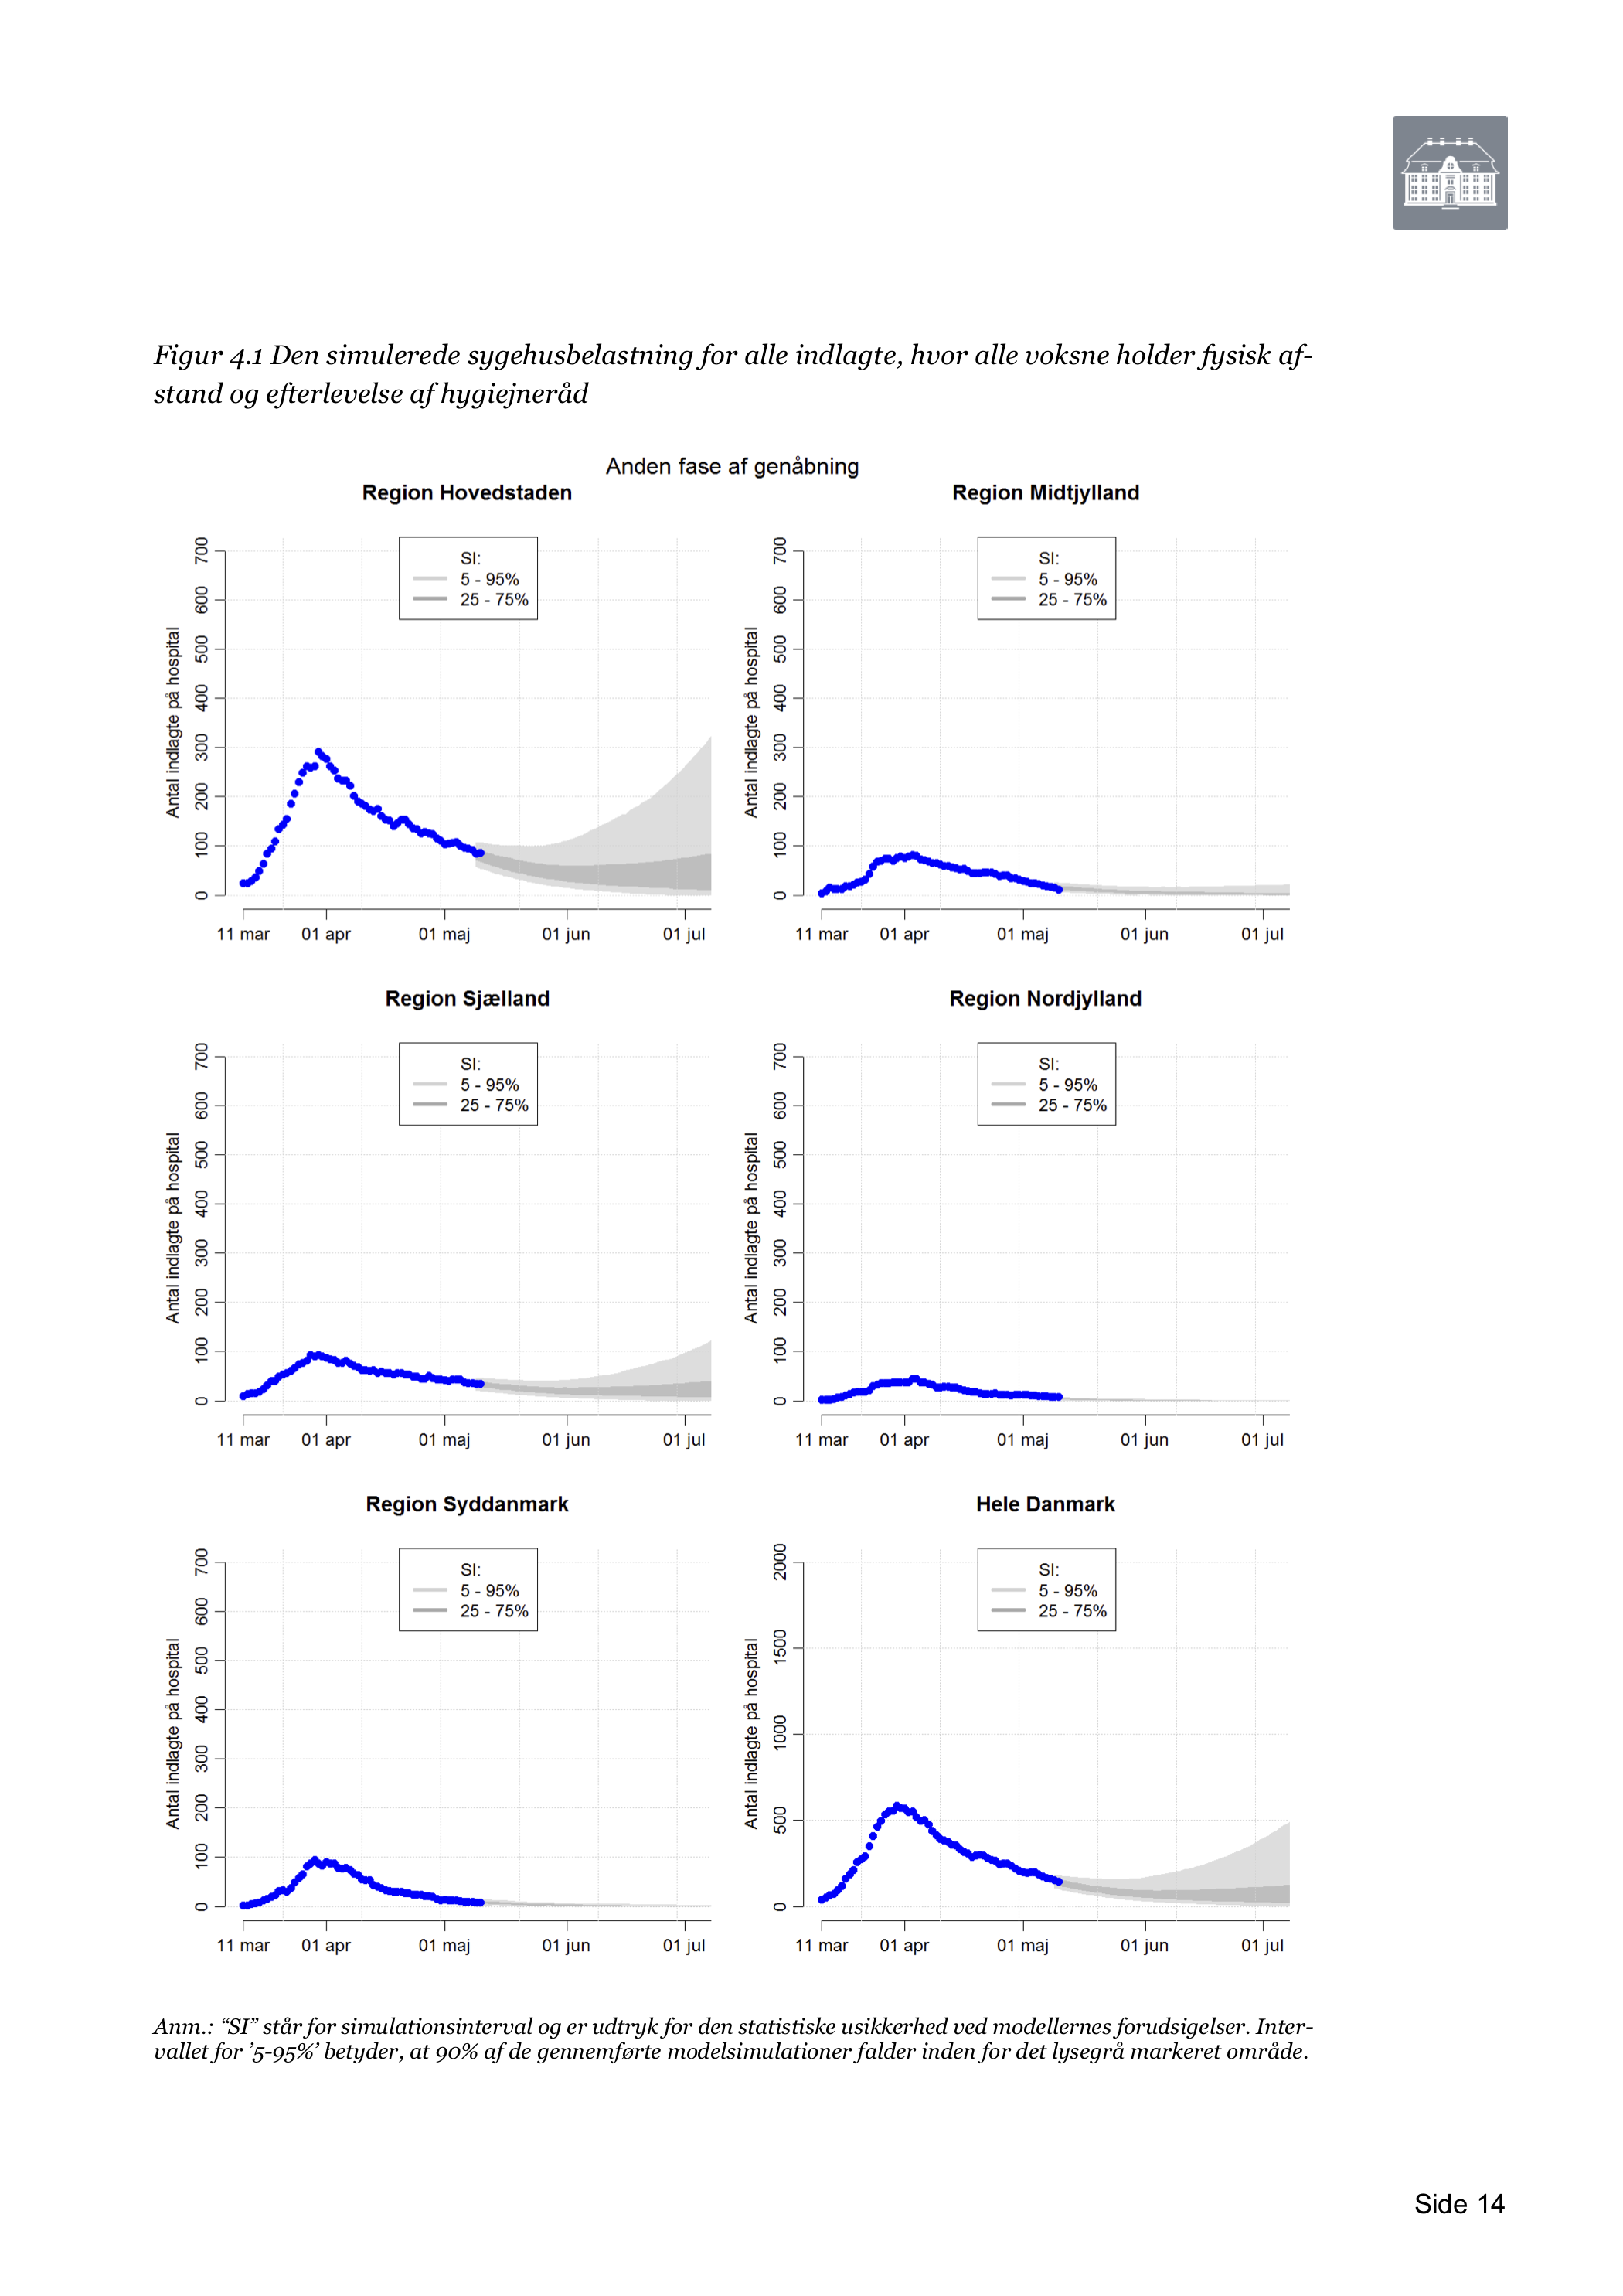 Figur 4.1 Den simulerede sygehusbelastning for alle indlagte, hvor alle voksne holder fysisk af-
stand og efterlevelse af hygiejneråd
Anden fase af genåbning
Region Hovedstaden
Antal indlagte på hospital
700
600
500
400
300
200
100
0
SI:
5 - 95%
25 - 75%
11 mar 01 apr 01 maj 01 jun 01 jul
Region Midtjylland
Antal indlagte på hospital
700
600
500
400
300
200
100
0
SI:
5 - 95%
25 - 75%
11 mar 01 apr 01 maj 01 jun 01 jul
Region Sjælland
Antal indlagte på hospital
700
600
500
400
300
200
100
0
SI:
5 - 95%
25 - 75%
11 mar 01 apr 01 maj 01 jun 01 jul
Region Nordjylland
Antal indlagte på hospital
700
600
500
400
300
200
100
0
SI:
5 - 95%
25 - 75%
11 mar 01 apr 01 maj 01 jun 01 jul
Region Syddanmark
Antal indlagte på hospital
700
600
500
400
300
200
100
0
SI:
5 - 95%
25 - 75%
11 mar 01 apr 01 maj 01 jun 01 jul
Hele Danmark
Antal indlagte på hospital
2000
1500
1000
500
0
SI:
5 - 95%
25 - 75%
11 mar 01 apr 01 maj 01 jun 01 jul
Anm.: “SI” står for simulationsinterval og er udtryk for den statistiske usikkerhed ved modellernes forudsigelser. Inter-
vallet for ’5-95%’ betyder, at 90% af de gennemførte modelsimulationer falder inden for det lysegrå markeret område.
Side 14